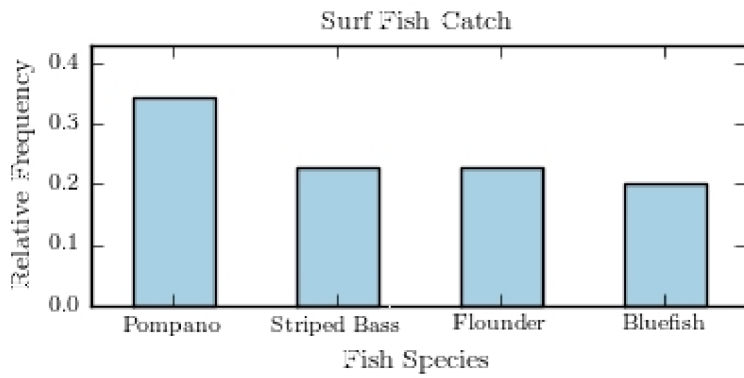 Surf Fish Catch
Relative Frequency
0.4
0.3
0.2
0.1
0.0
Pompano Striped Bass Flounder Bluefish
Fish Species